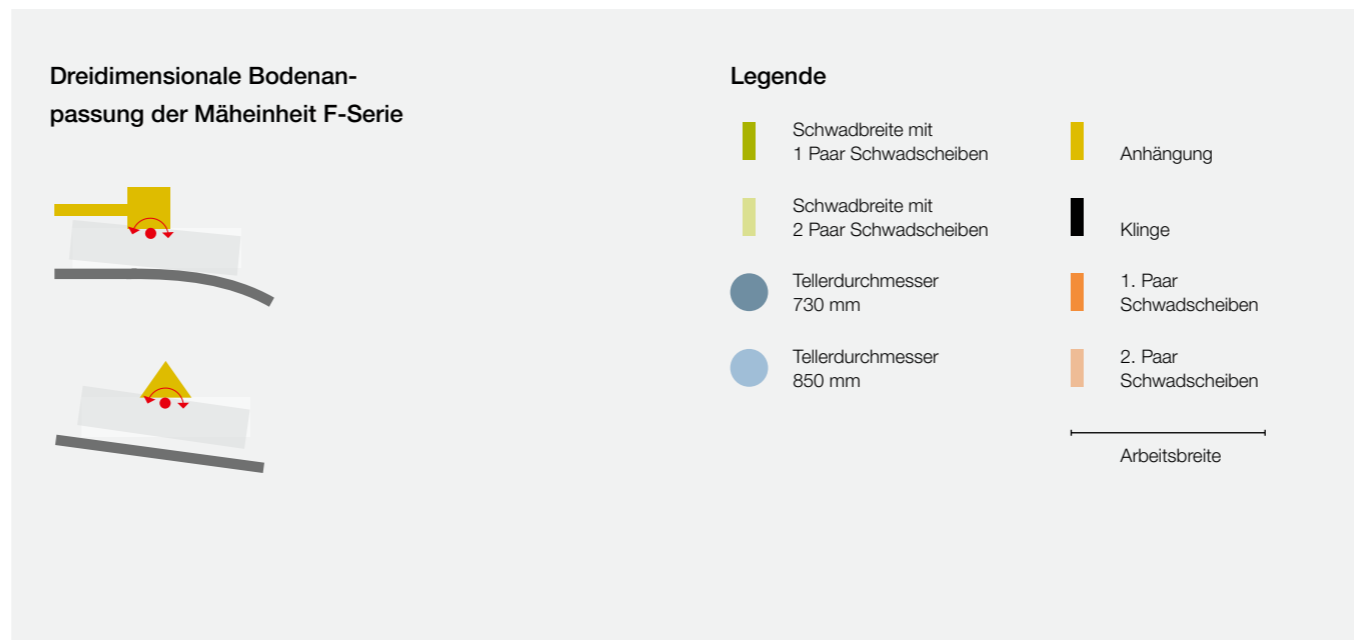 Dreidimensionale Bodenan-
passung der Mäheinheit F-Serie
Legende
Schwadbreite mit
1 Paar Schwadscheiben
Schwadbreite mit
2 Paar Schwadscheiben
Tellerdurchmesser
730 mm
Tellerdurchmesser
850 mm
Anhängung
Klinge
1. Paar
Schwadscheiben
2. Paar
Schwadscheiben
Arbeitsbreite